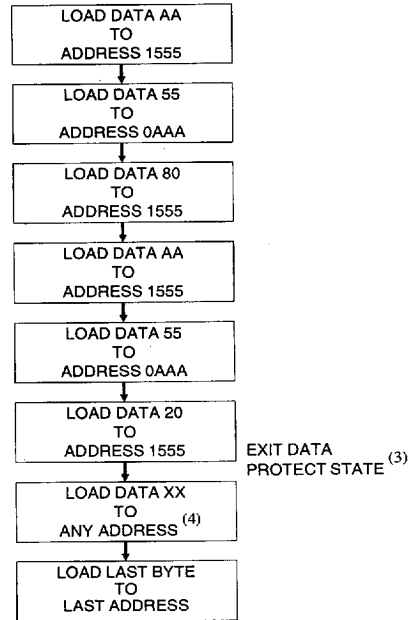 LOAD DATA AA
TO
ADDRESS 1555
LOAD DATA 55
TO
ADDRESS 0AAA
LOAD DATA 80
TO
ADDRESS 1555
LOAD DATA AA
TO
ADDRESS 1555
LOAD DATA 55
TO
ADDRESS 0AAA
LOAD DATA 20
TO
ADDRESS 1555
EXIT DATA
PROTECT STATE (3)
LOAD DATA XX
TO
ANY ADDRESS (4)
LOAD LAST BYTE
TO
LAST ADDRESS